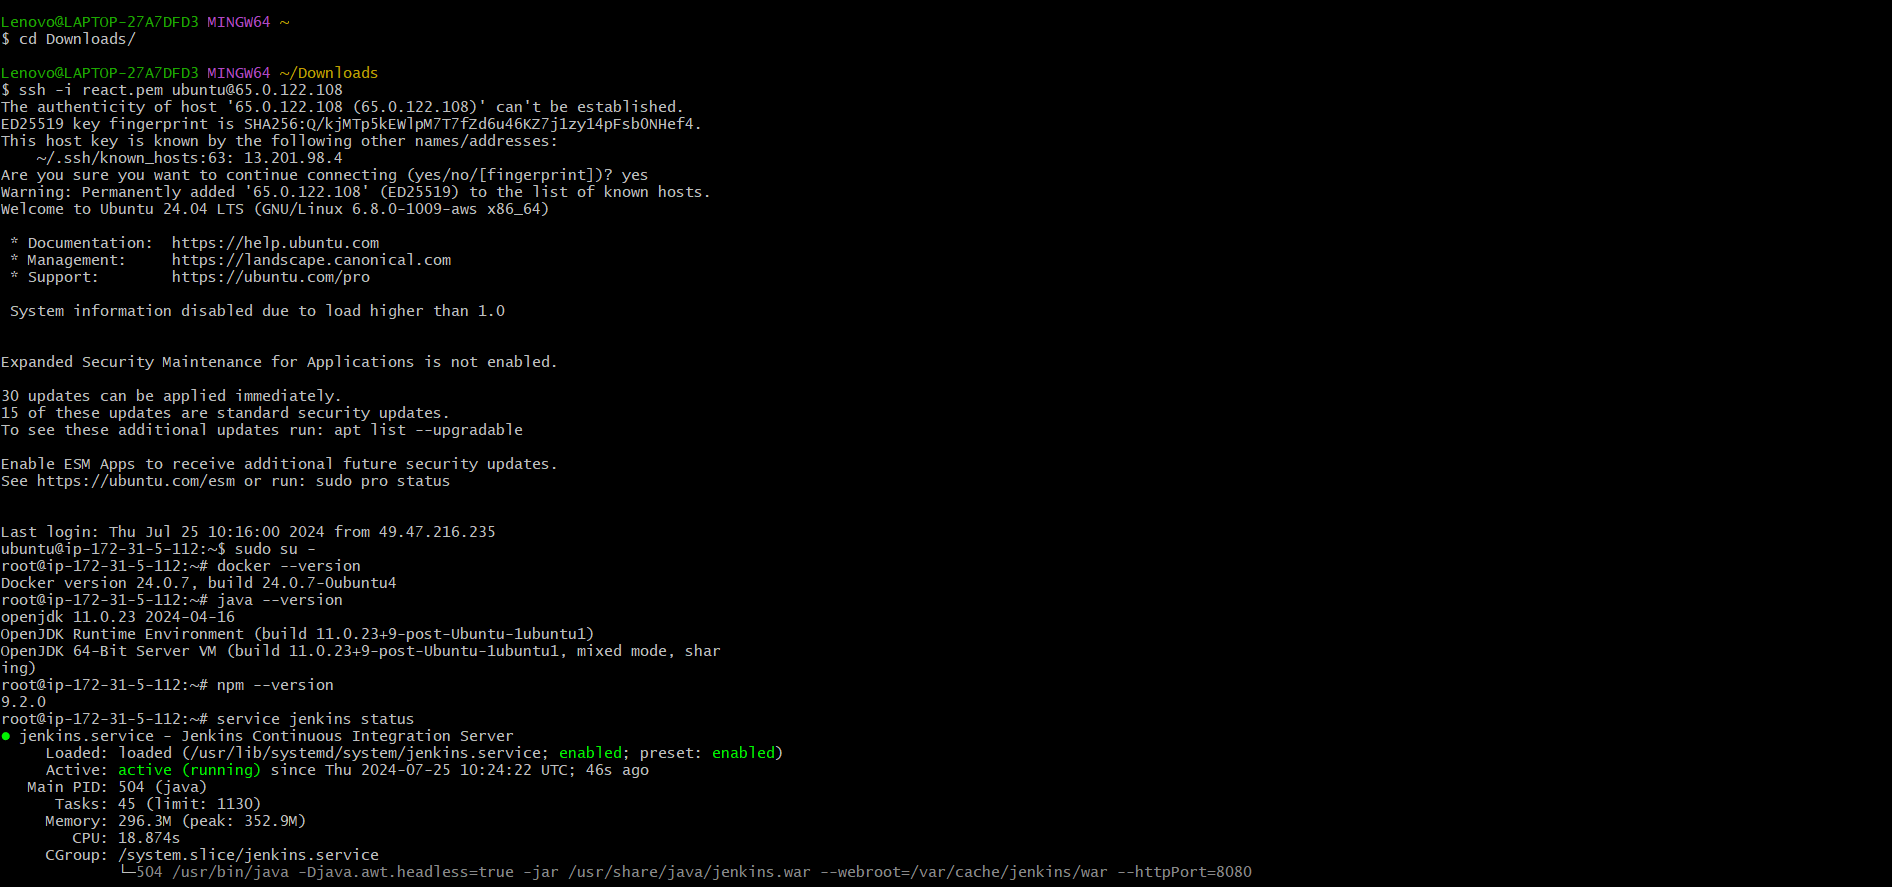 Lenovo@LAPTOP-27A7DFD3 MINGW64 ~
$ cd Downloads/
Lenovo@LAPTOP-27A7DFD3 MINGW64 ~/Downloads
$ ssh -i react.pem ubuntu@65.0.122.108
The authenticity of host '65.0.122.108 (65.0.122.108)' can't be established.
ED25519 key fingerprint is SHA256:Q/kjMTp5kEWlpM7T7fZd6u46KZ7j1zy14pFsbONHef4.
This host key is known by the following other names/addresses:
    ~/.ssh/known_hosts:63: 13.201.98.4
Are you sure you want to continue connecting (yes/no/[fingerprint])? yes
Warning: Permanently added '65.0.122.108' (ED25519) to the list of known hosts.
Welcome to Ubuntu 24.04 LTS (GNU/Linux 6.8.0-1009-aws x86_64)
 * Documentation:  https://help.ubuntu.com
 * Management:     https://landscape.canonical.com
 * Support:        https://ubuntu.com/pro
 System information disabled due to load higher than 1.0
Expanded Security Maintenance for Applications is not enabled.
30 updates can be applied immediately.
15 of these updates are standard security updates.
To see these additional updates run: apt list --upgradable
Enable ESM Apps to receive additional future security updates.
See https://ubuntu.com/esm or run: sudo pro status
Last login: Thu Jul 25 10:16:00 2024 from 49.47.216.235
ubuntu@ip-172-31-5-112:~$ sudo su -
root@ip-172-31-5-112:~# docker --version
Docker version 24.0.7, build 24.0.7-0ubuntu4
root@ip-172-31-5-112:~# java --version
openjdk 11.0.23 2024-04-16
OpenJDK Runtime Environment (build 11.0.23+9-post-Ubuntu-1ubuntu1)
OpenJDK 64-Bit Server VM (build 11.0.23+9-post-Ubuntu-1ubuntu1, mixed mode, shar
ing)
root@ip-172-31-5-112:~# npm --version
9.2.0
root@ip-172-31-5-112:~# service jenkins status
● jenkins.service - Jenkins Continuous Integration Server
     Loaded: loaded (/usr/lib/systemd/system/jenkins.service; enabled; preset: enabled)
     Active: active (running) since Thu 2024-07-25 10:24:22 UTC; 46s ago
   Main PID: 504 (java)
      Tasks: 45 (limit: 1130)
     Memory: 296.3M (peak: 352.9M)
        CPU: 18.874s
     CGroup: /system.slice/jenkins.service
             └─504 /usr/bin/java -Djava.awt.headless=true -jar /usr/share/java/jenkins.war --webroot=/var/cache/jenkins/war --httpPort=8080